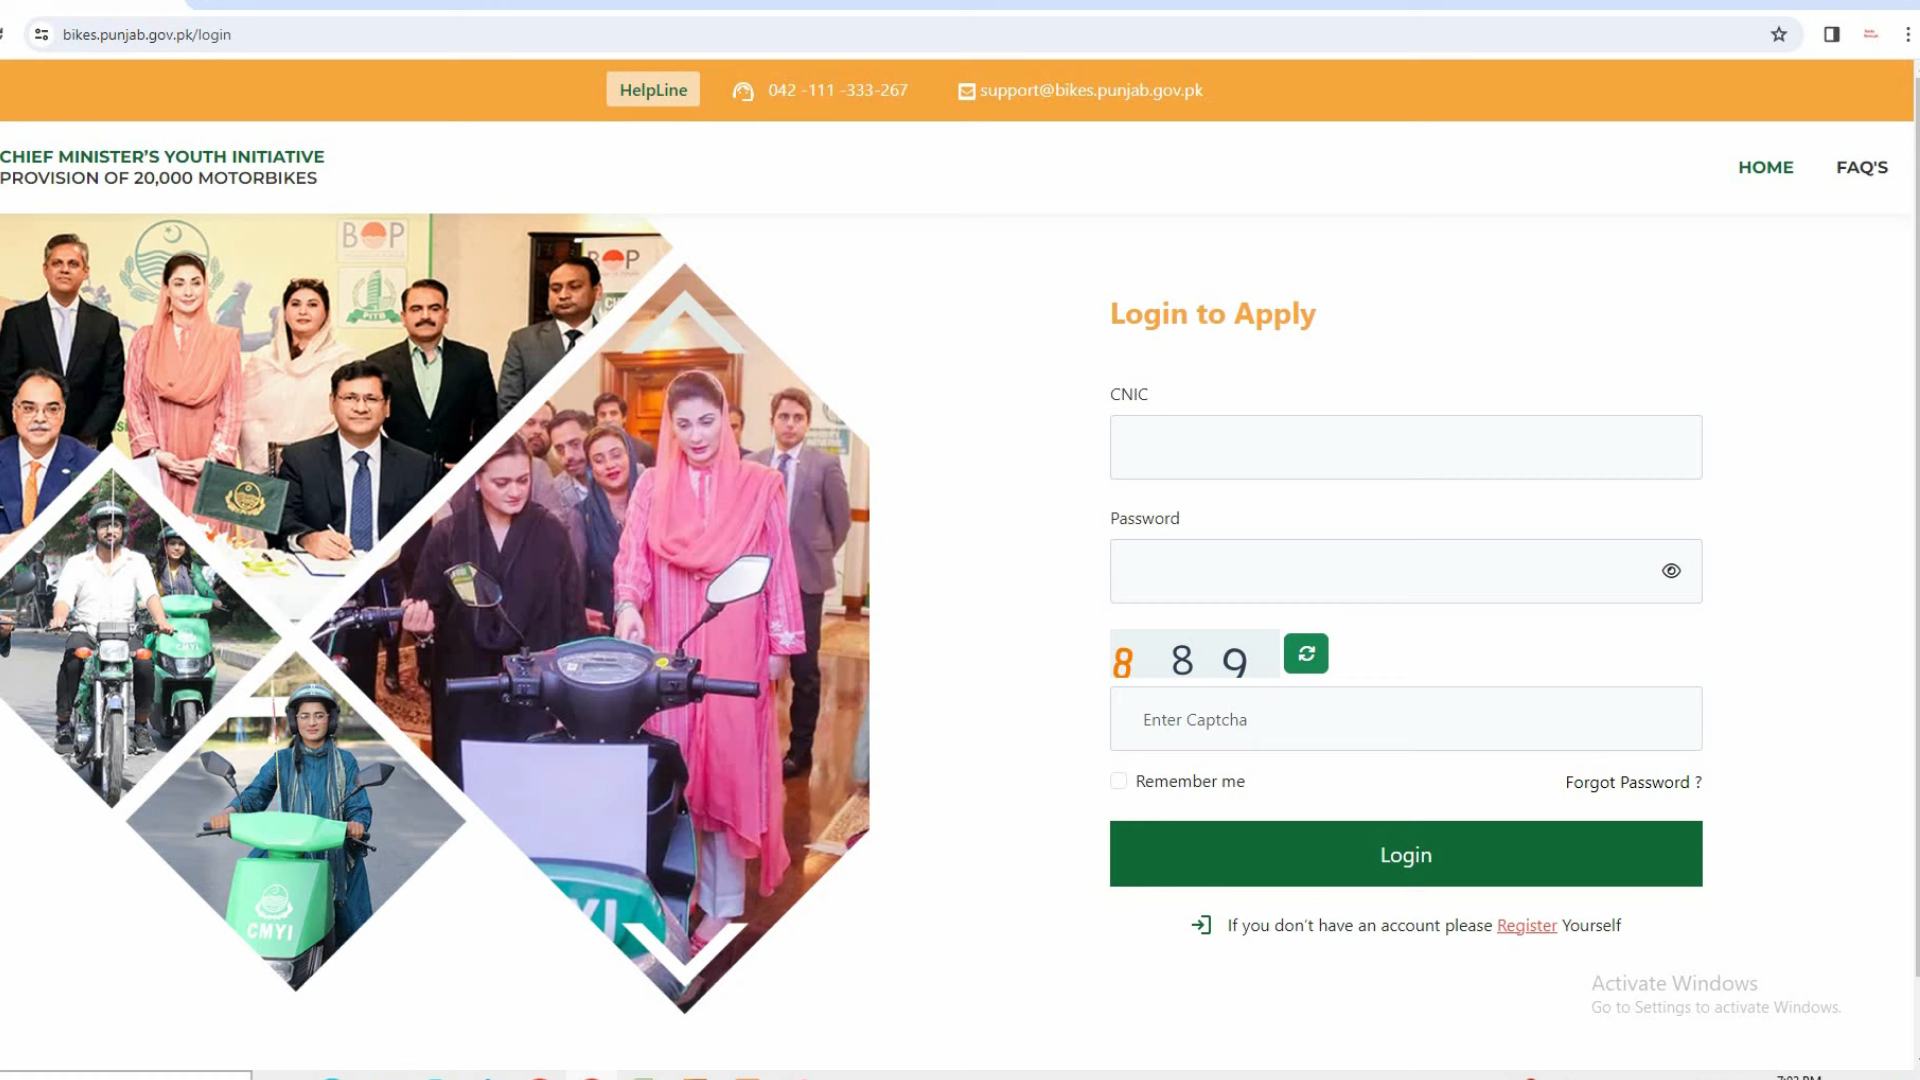 bikes.punjab.gov.pk/login
HelpLine 042 -111 -333-267 support@bikes.punjab.gov.pk
CHIEF MINISTER'S YOUTH INITIATIVE
PROVISION OF 20,000 MOTORBIKES
HOME FAQ'S
BOP
BOP
PITB
CMYI
CMYI
Login to Apply
CNIC
Password
8 8 9
Enter Captcha
Remember me Forgot Password ?
Login
If you don't have an account please Register Yourself
Activate Windows
Go to Settings to activate Windows.